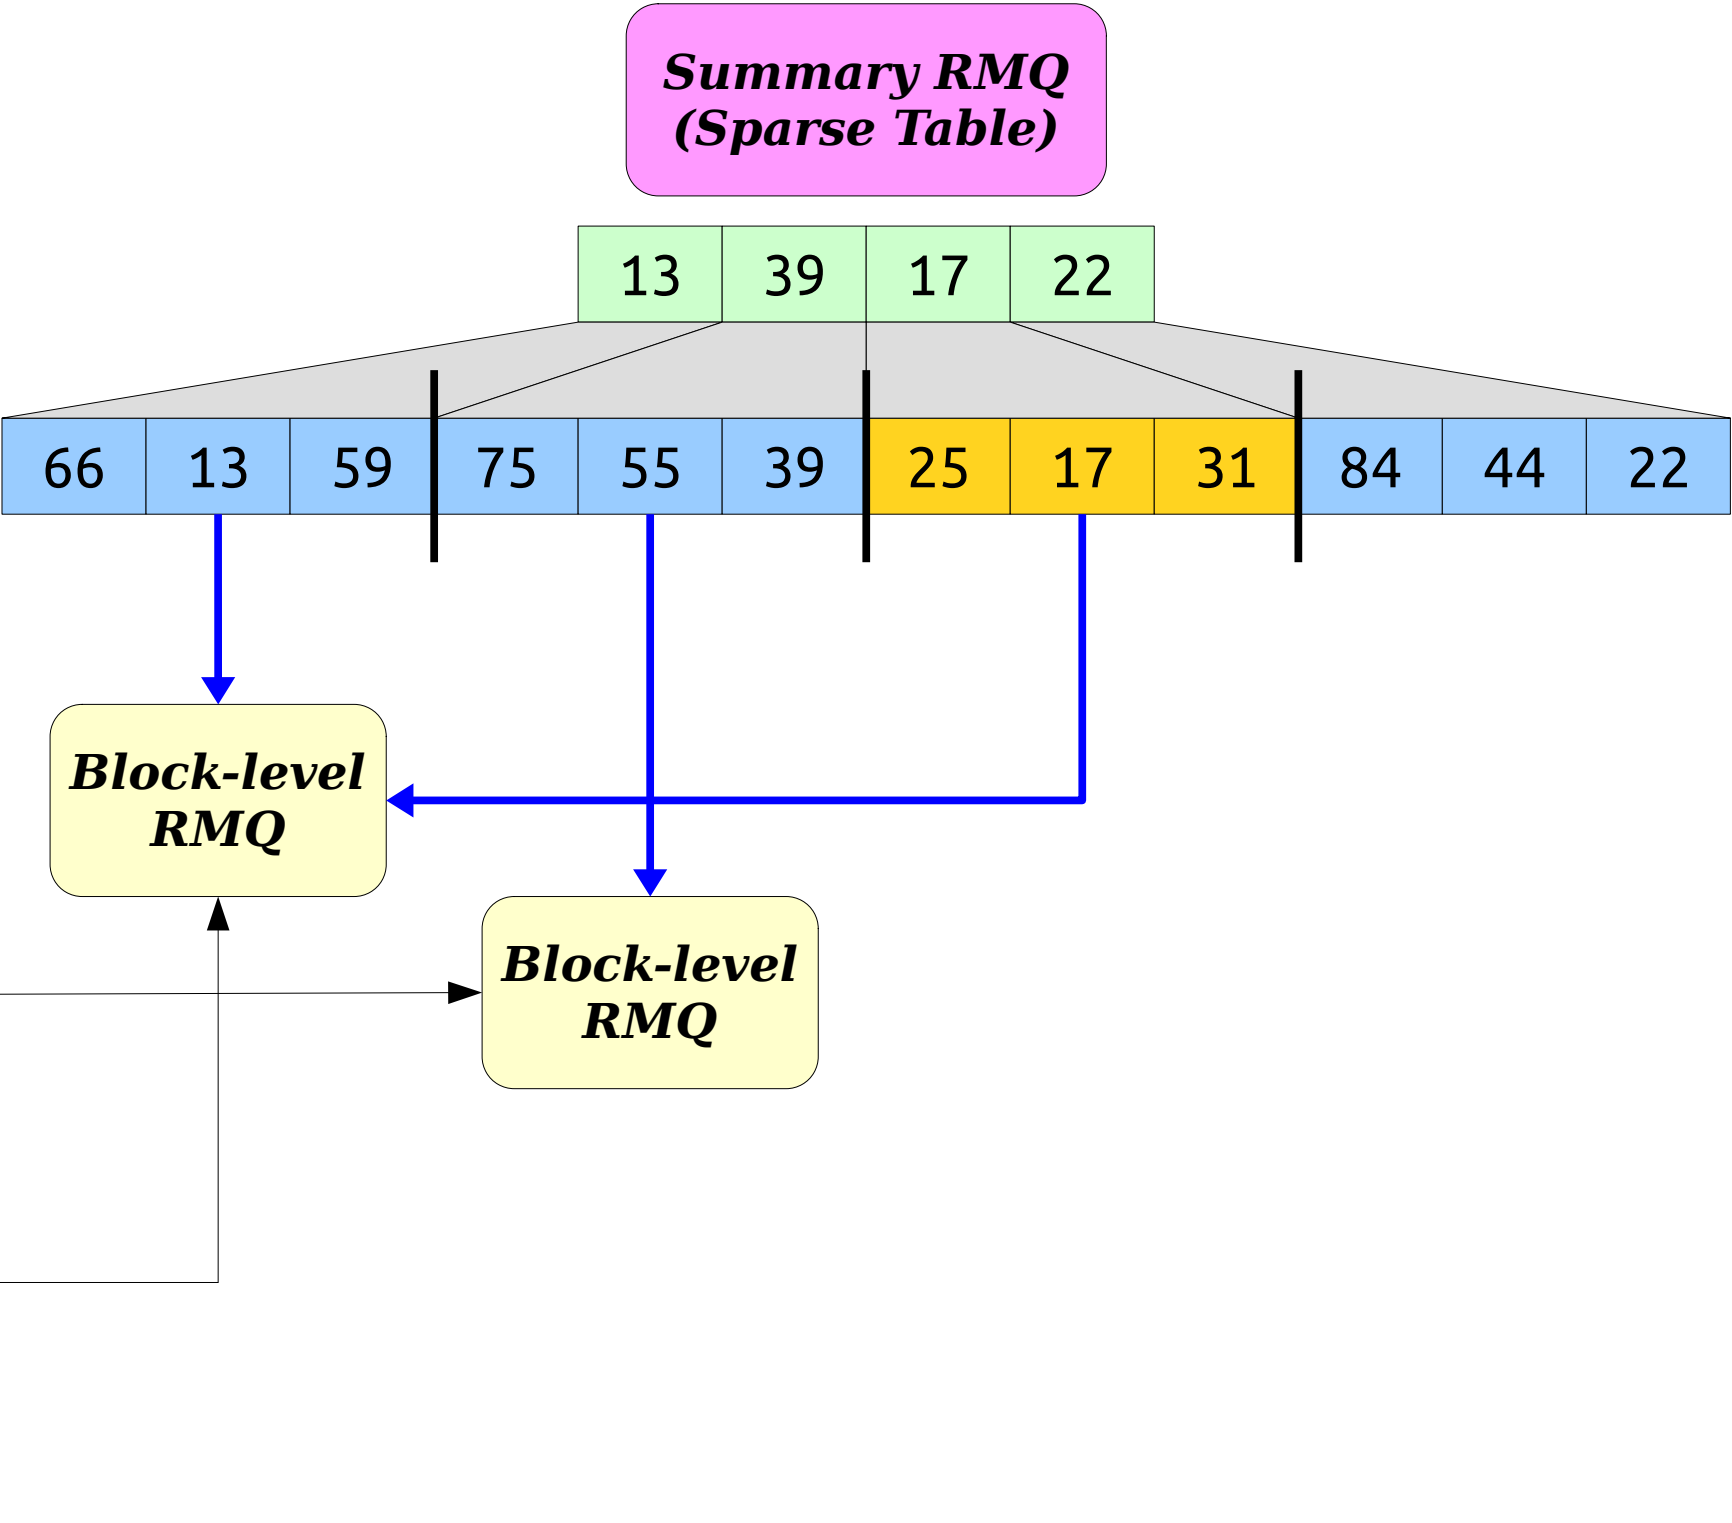 Summary RMQ
(Sparse Table)
13 39 17 22
66 13 59 75 55 39 25 17 31 84 44 22
Block-level
RMQ
Block-level
RMQ